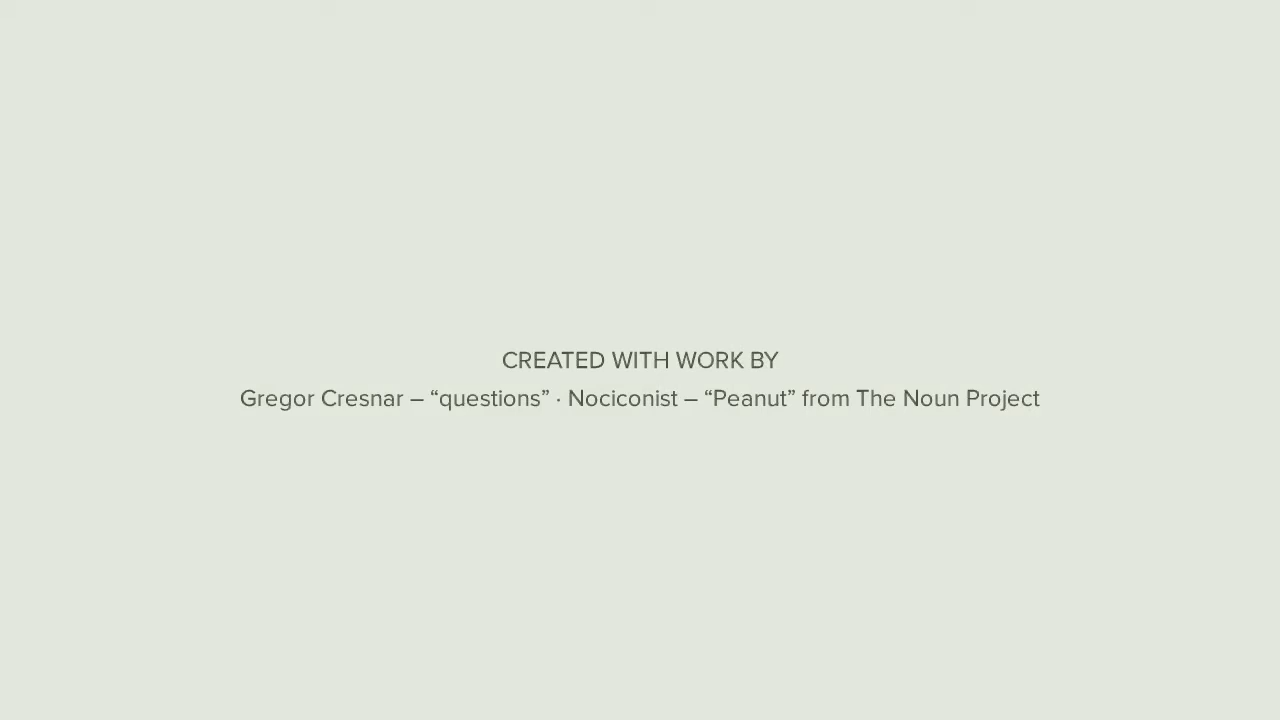 CREATED WITH WORK BY
Gregor Cresnar – “questions” · Nociconist – “Peanut” from The Noun Project